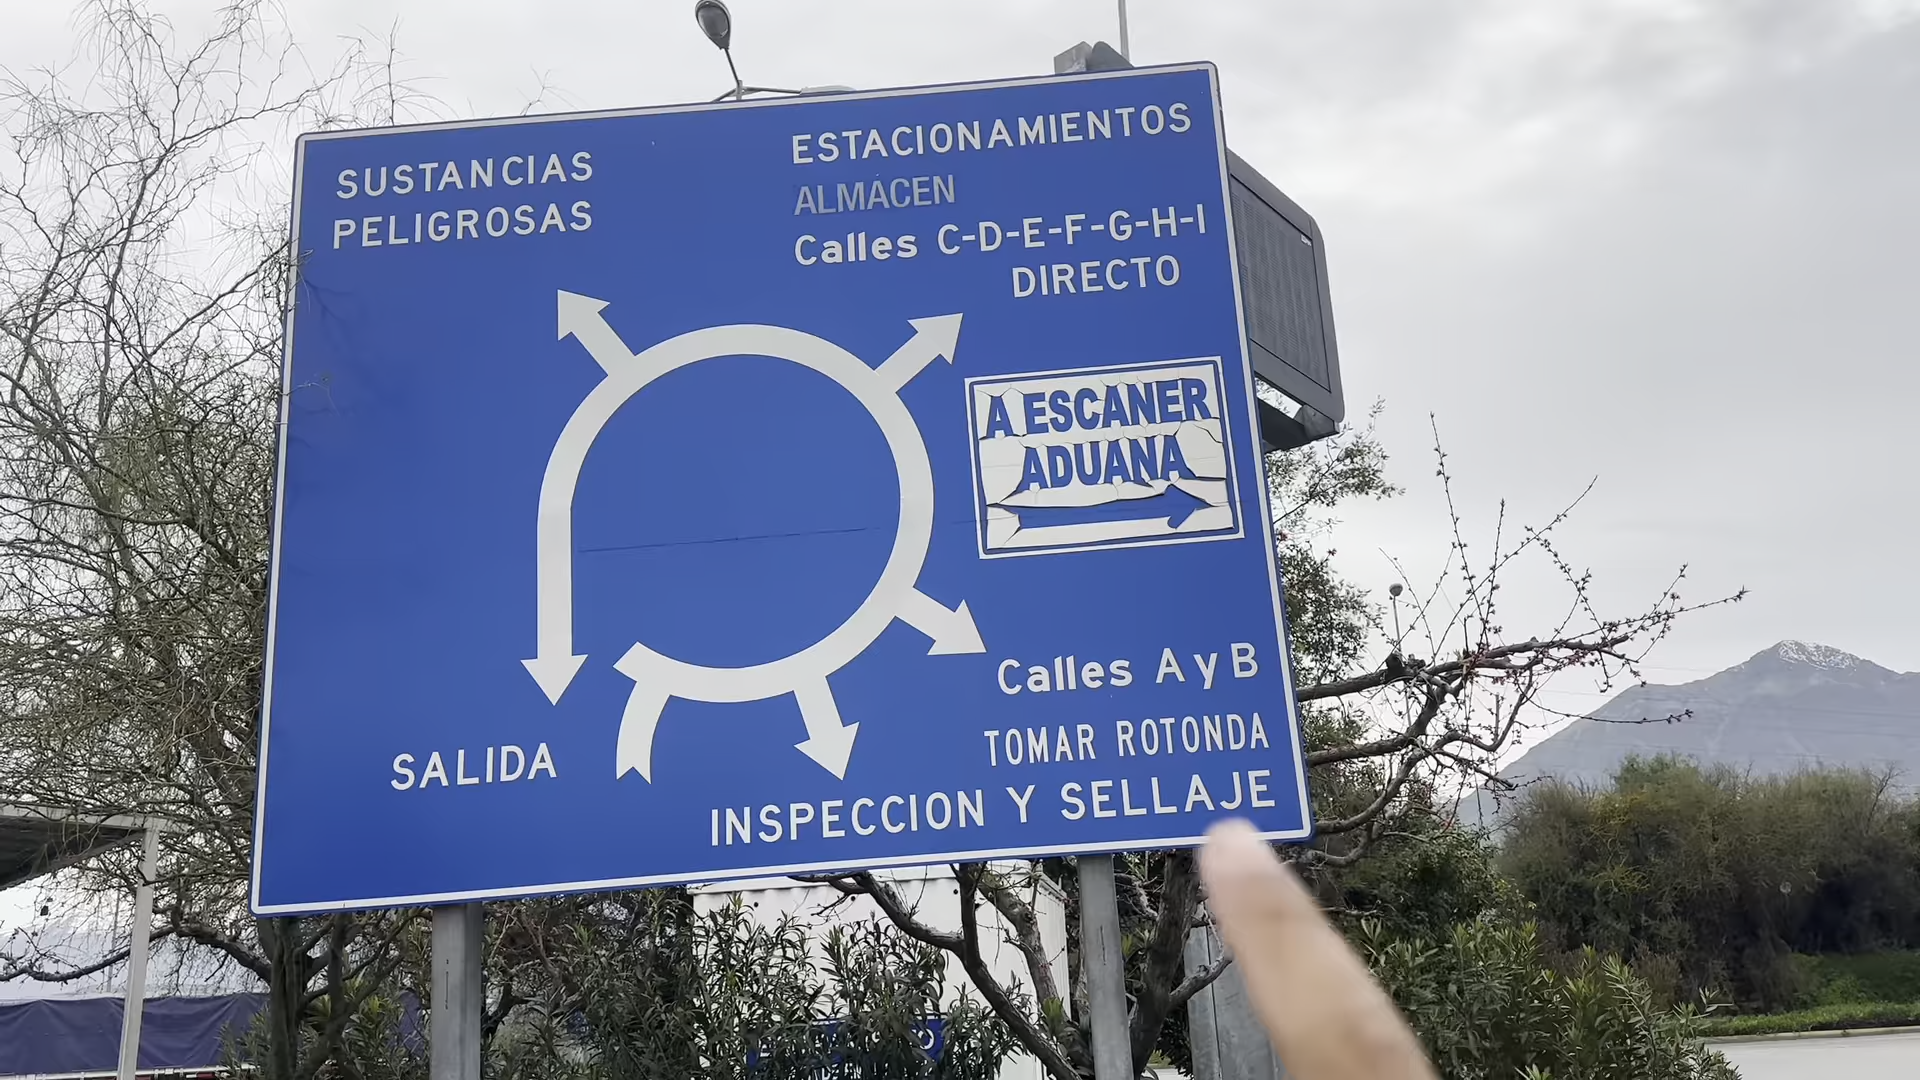 SUSTANCIAS
PELIGROSAS
ESTACIONAMIENTOS
ALMACEN
Calles C-D-E-F-G-H-I
DIRECTO
A ESCANER
ADUANA
Calles A y B
TOMAR ROTONDA
SALIDA
INSPECCION Y SELLAJE